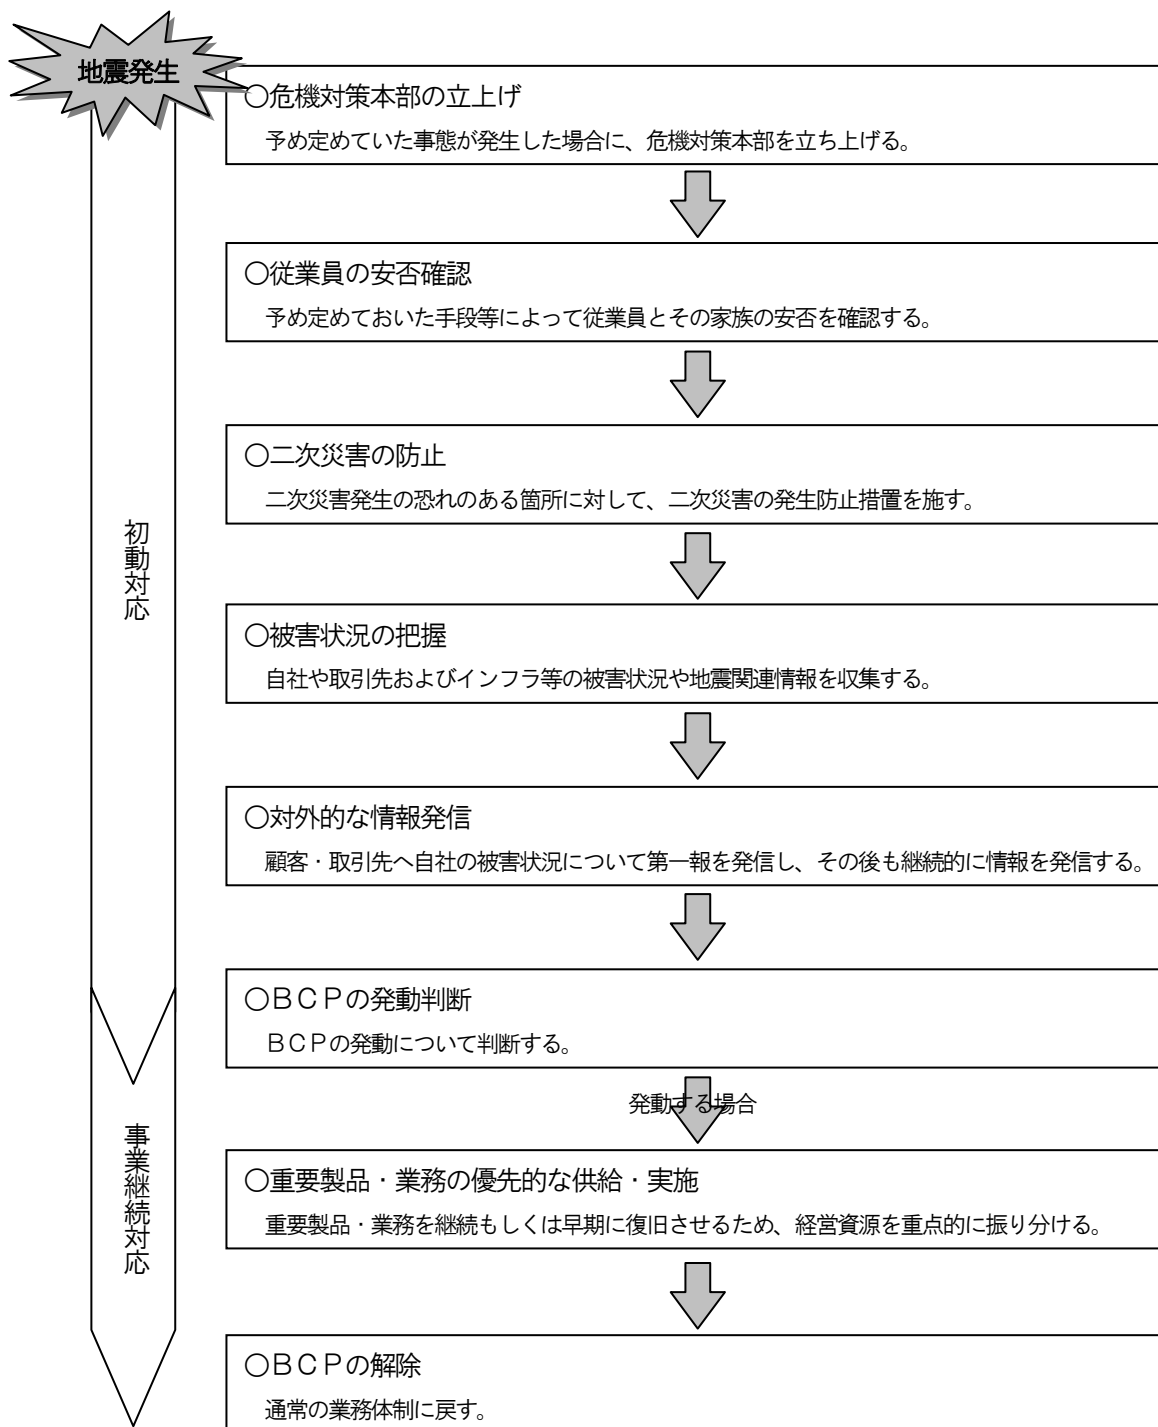 地震発生
○危機対策本部の立上げ
予め定めていた事態が発生した場合に、危機対策本部を立ち上げる。
○従業員の安否確認
予め定めておいた手段等によって従業員とその家族の安否を確認する。
○二次災害の防止
二次災害発生の恐れのある箇所に対して、二次災害の発生防止措置を施す。
初動対応
○被害状況の把握
自社や取引先およびインフラ等の被害状況や地震関連情報を収集する。
○対外的な情報発信
顧客・取引先へ自社の被害状況について第一報を発信し、その後も継続的に情報を発信する。
○ＢＣＰの発動判断
ＢＣＰの発動について判断する。
発動する場合
事業継続対応
○重要製品・業務の優先的な供給・実施
重要製品・業務を継続もしくは早期に復旧させるため、経営資源を重点的に振り分ける。
○ＢＣＰの解除
通常の業務体制に戻す。